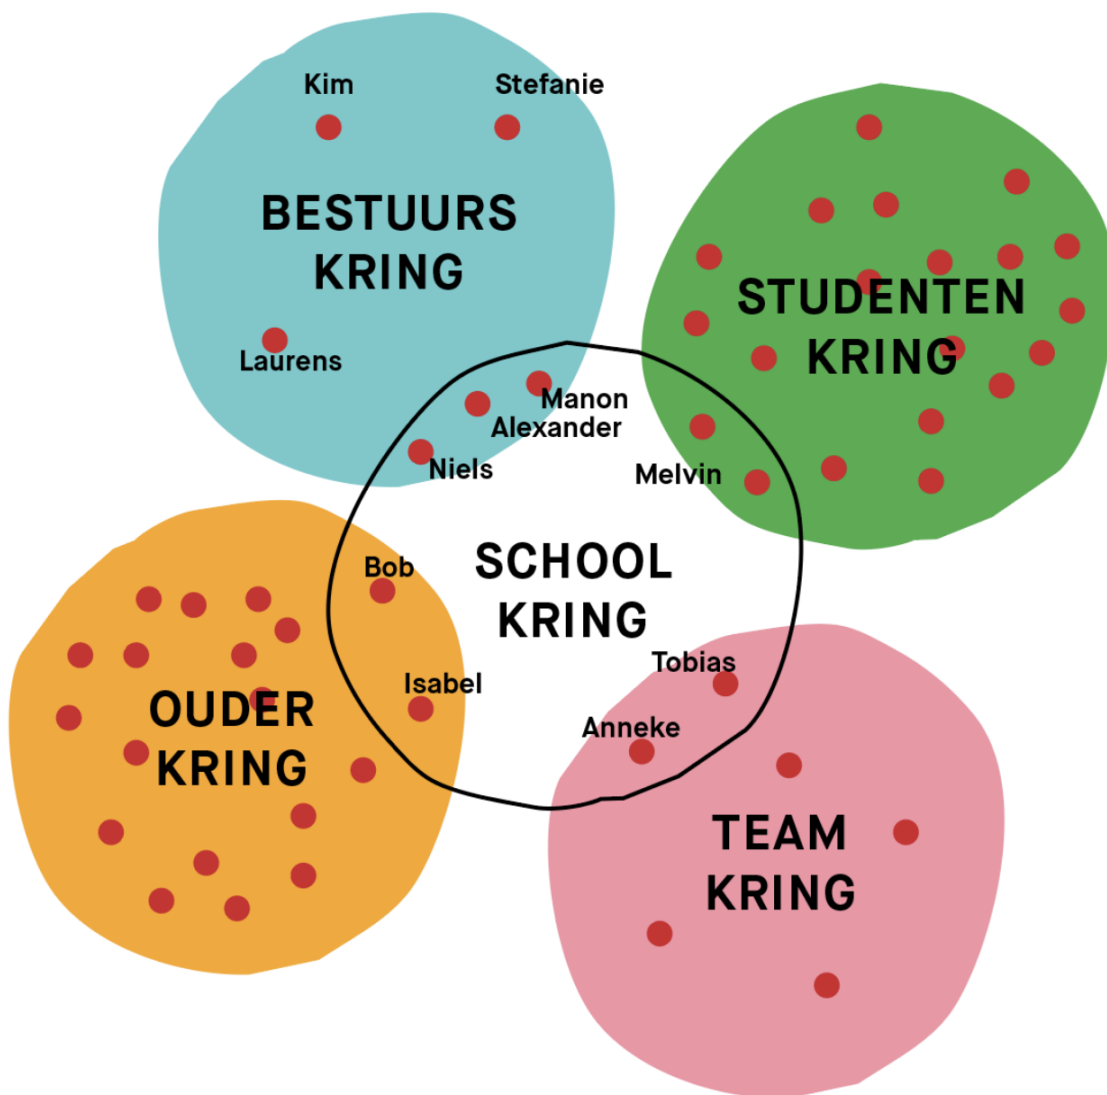 Kim
Stefanie
BESTUURS
KRING
Laurens
Manon
Alexander
Niels
STUDENTEN
KRING
Melvin
SCHOOL
KRING
Bob
Isabel
OUDER
KRING
Tobias
Anneke
TEAM
KRING